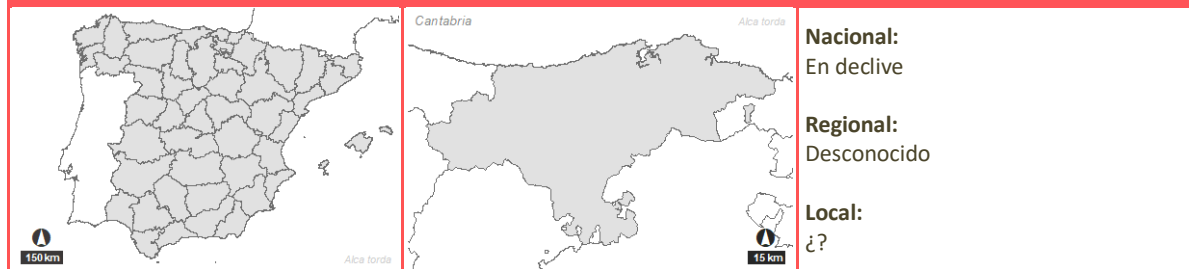 150 km
Alca torda
Cantabria
Alca torda
15 km
Nacional:
En declive
Regional:
Desconocido
Local:
¿?